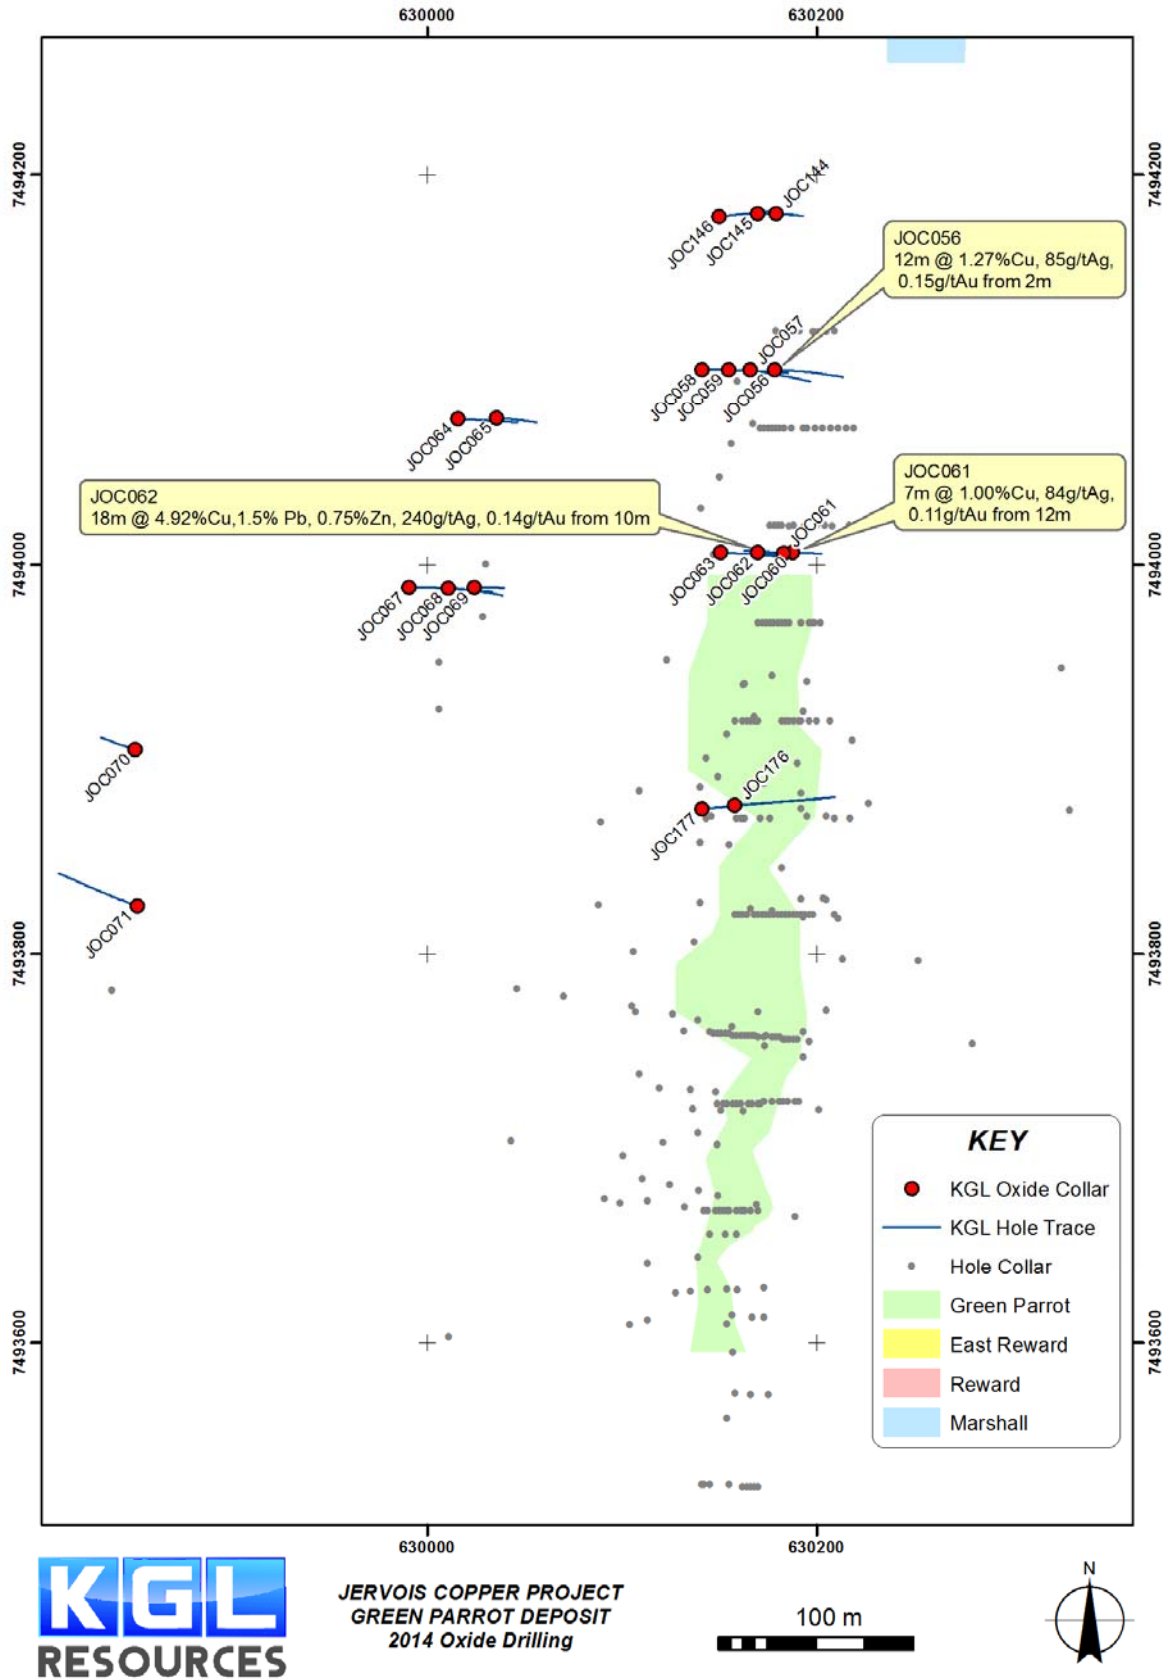 630000
630200
7494200
7494200
JOC144
JOC145
JOC146
JOC056
12m @ 1.27%Cu, 85g/tAg,
0.15g/tAu from 2m
JOC057
JOC058
JOC059
JOC056
JOC064
JOC065
JOC062
18m @ 4.92%Cu,1.5% Pb, 0.75%Zn, 240g/tAg, 0.14g/tAu from 10m
JOC061
7m @ 1.00%Cu, 84g/tAg,
0.11g/tAu from 12m
JOC061
7494000
7494000
JOC063
JOC062
JOC060
JOC067
JOC068
JOC069
JOC070
JOC176
JOC177
JOC071
7493800
7493800
KEY
KGL Oxide Collar
KGL Hole Trace
Hole Collar
Green Parrot
East Reward
Reward
Marshall
7493600
7493600
630000
630200
KGL
RESOURCES
JERVOIS COPPER PROJECT
GREEN PARROT DEPOSIT
2014 Oxide Drilling
100 m
N